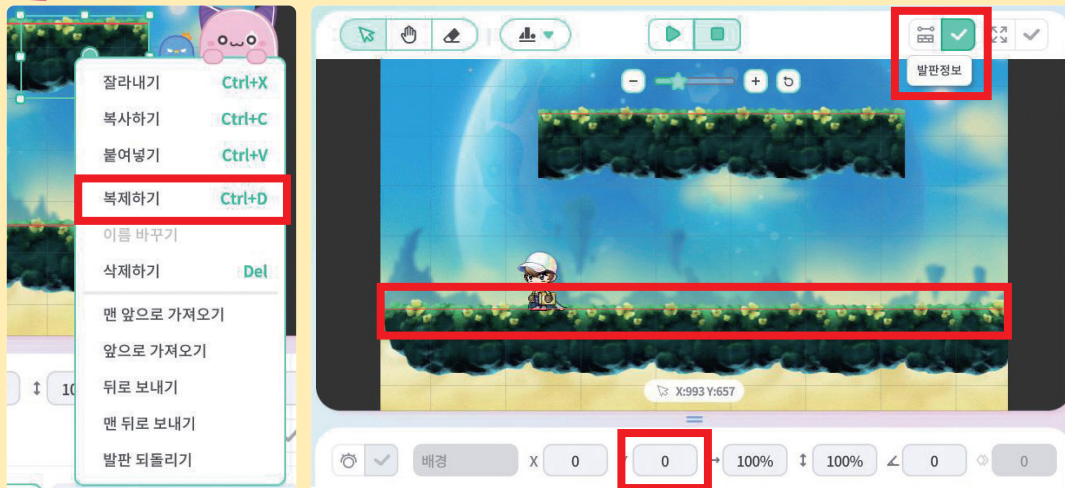 잘라내기 Ctrl+X
복사하기 Ctrl+C
붙여넣기 Ctrl+V
복제하기 Ctrl+D
이름 바꾸기
삭제하기 Del
맨 앞으로 가져오기
앞으로 가져오기
뒤로 보내기
맨 뒤로 보내기
발판 되돌리기
발판정보
X:993 Y:657
배경 X 0 0 100% 100% 0 0